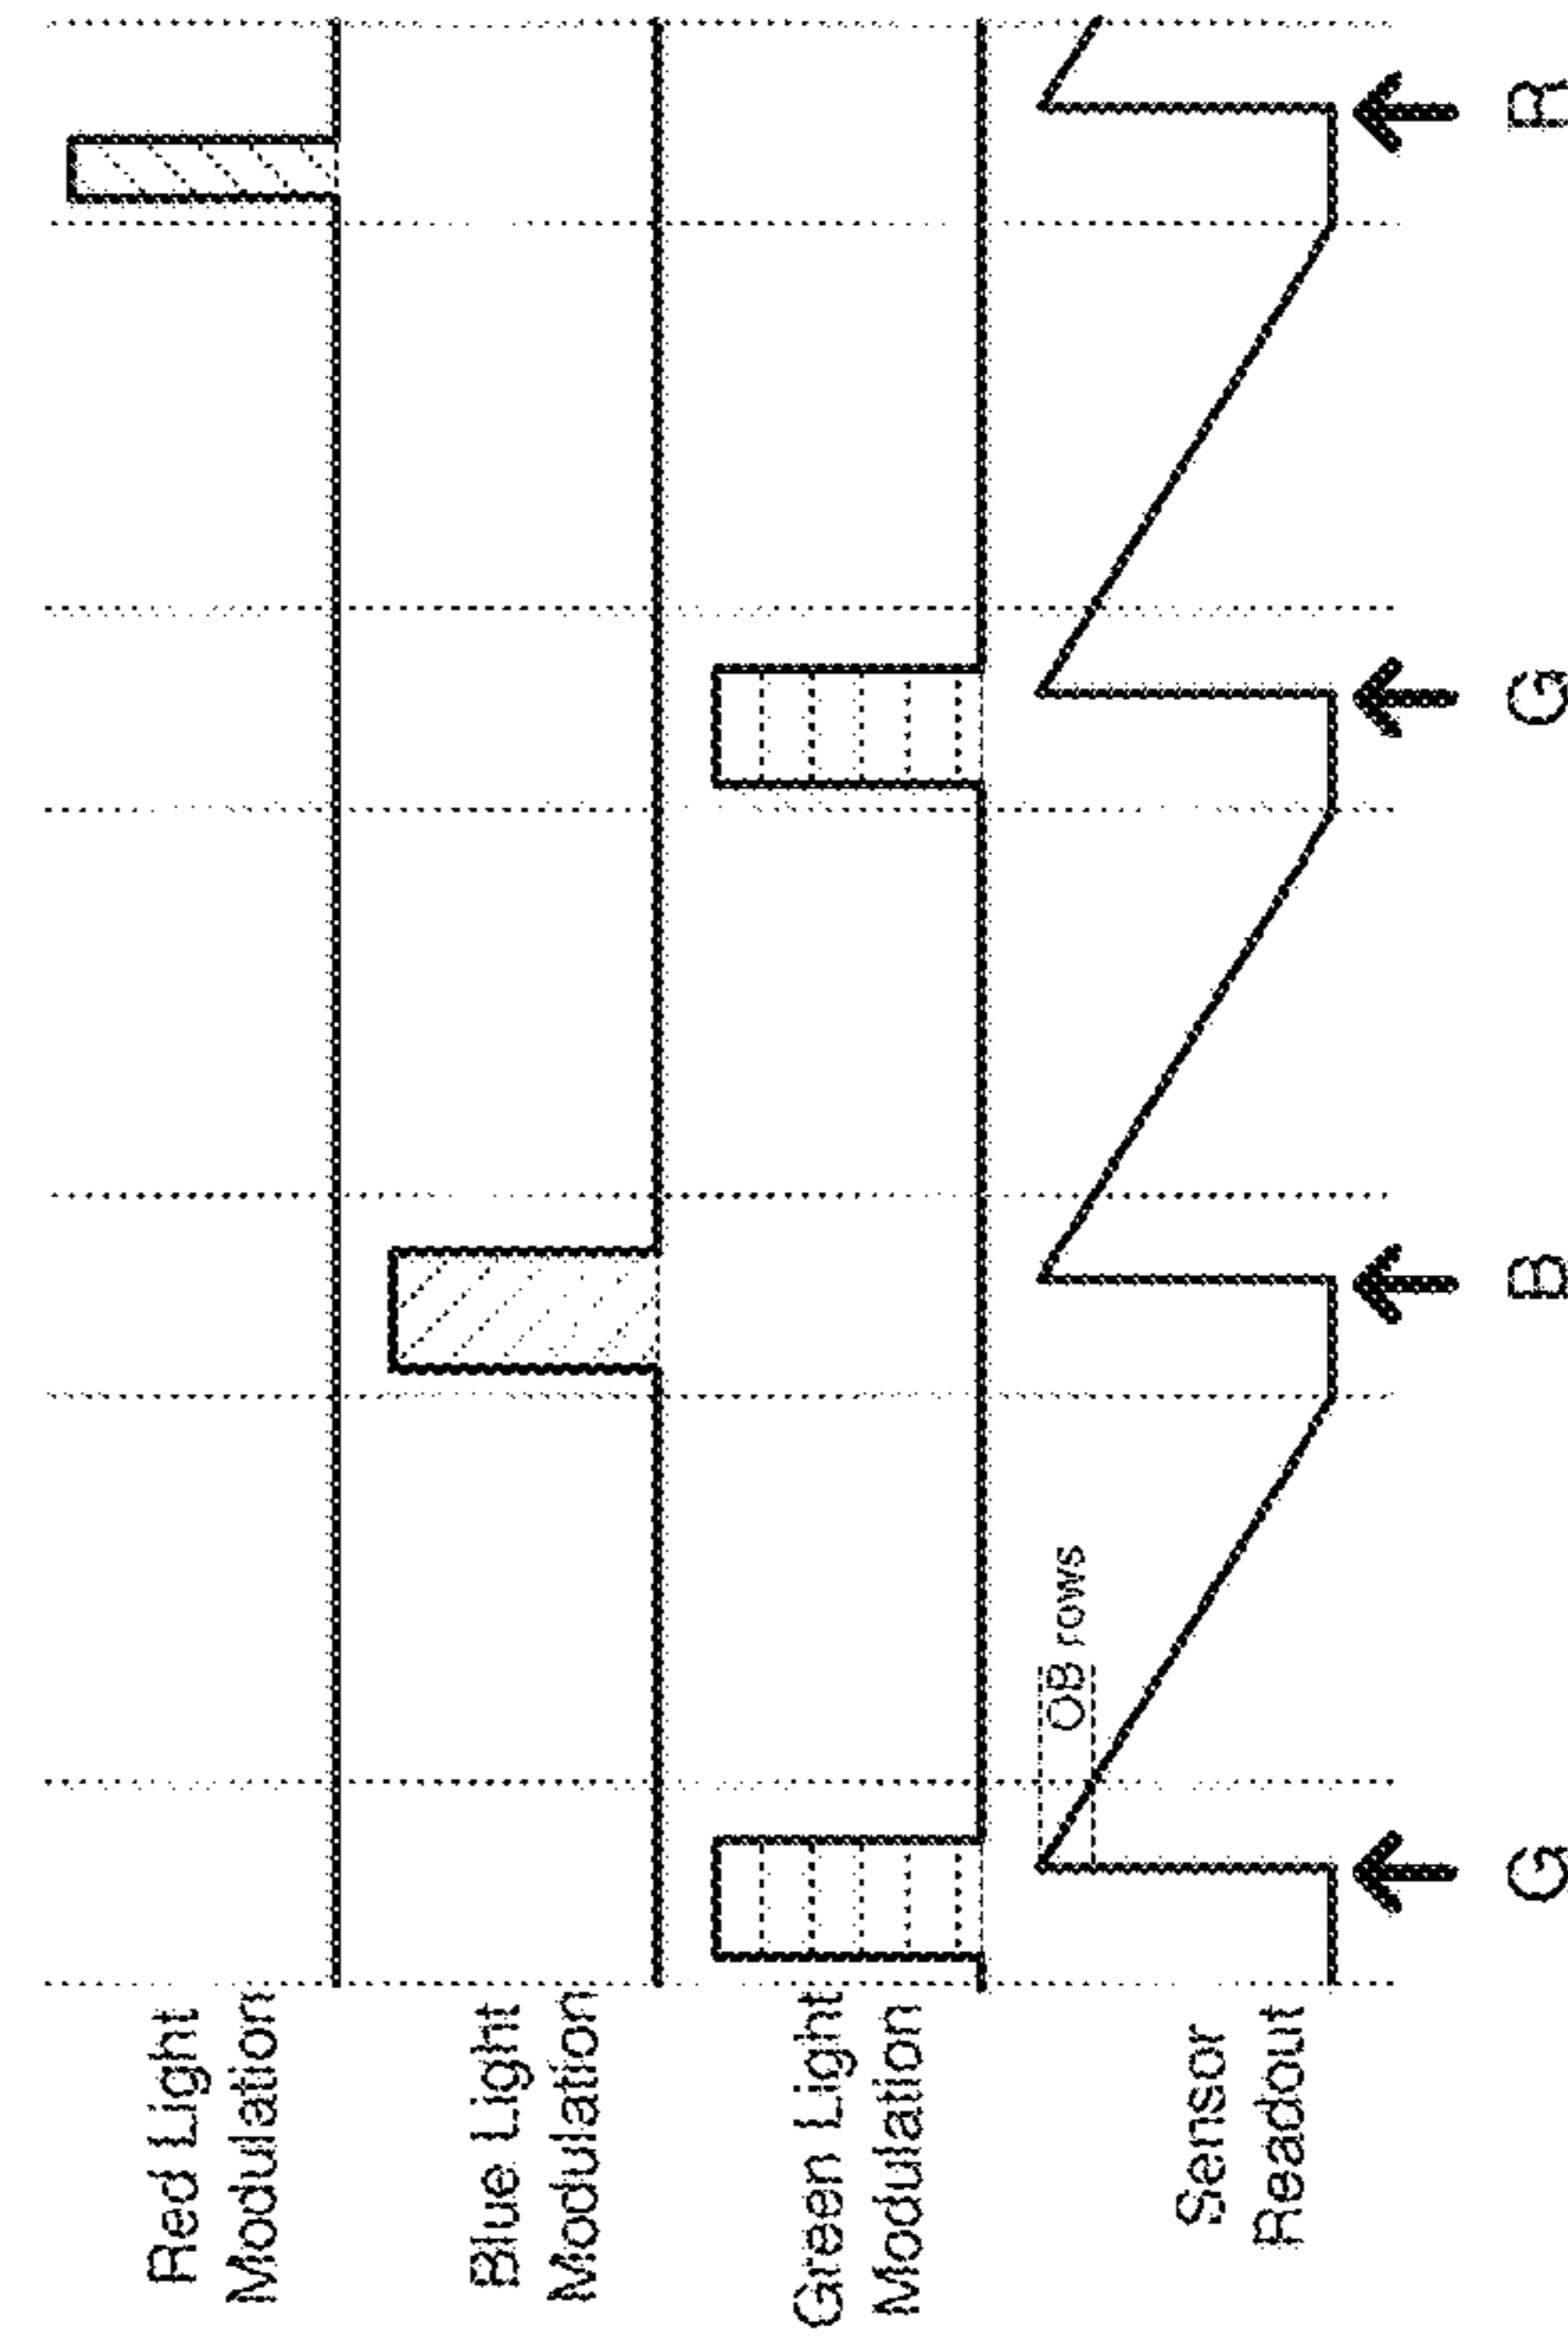 Red Light
Modulation
Blue Light
Modulation
Green Light
Modulation
Sensor
Readout
OB rows
G
B
G
R